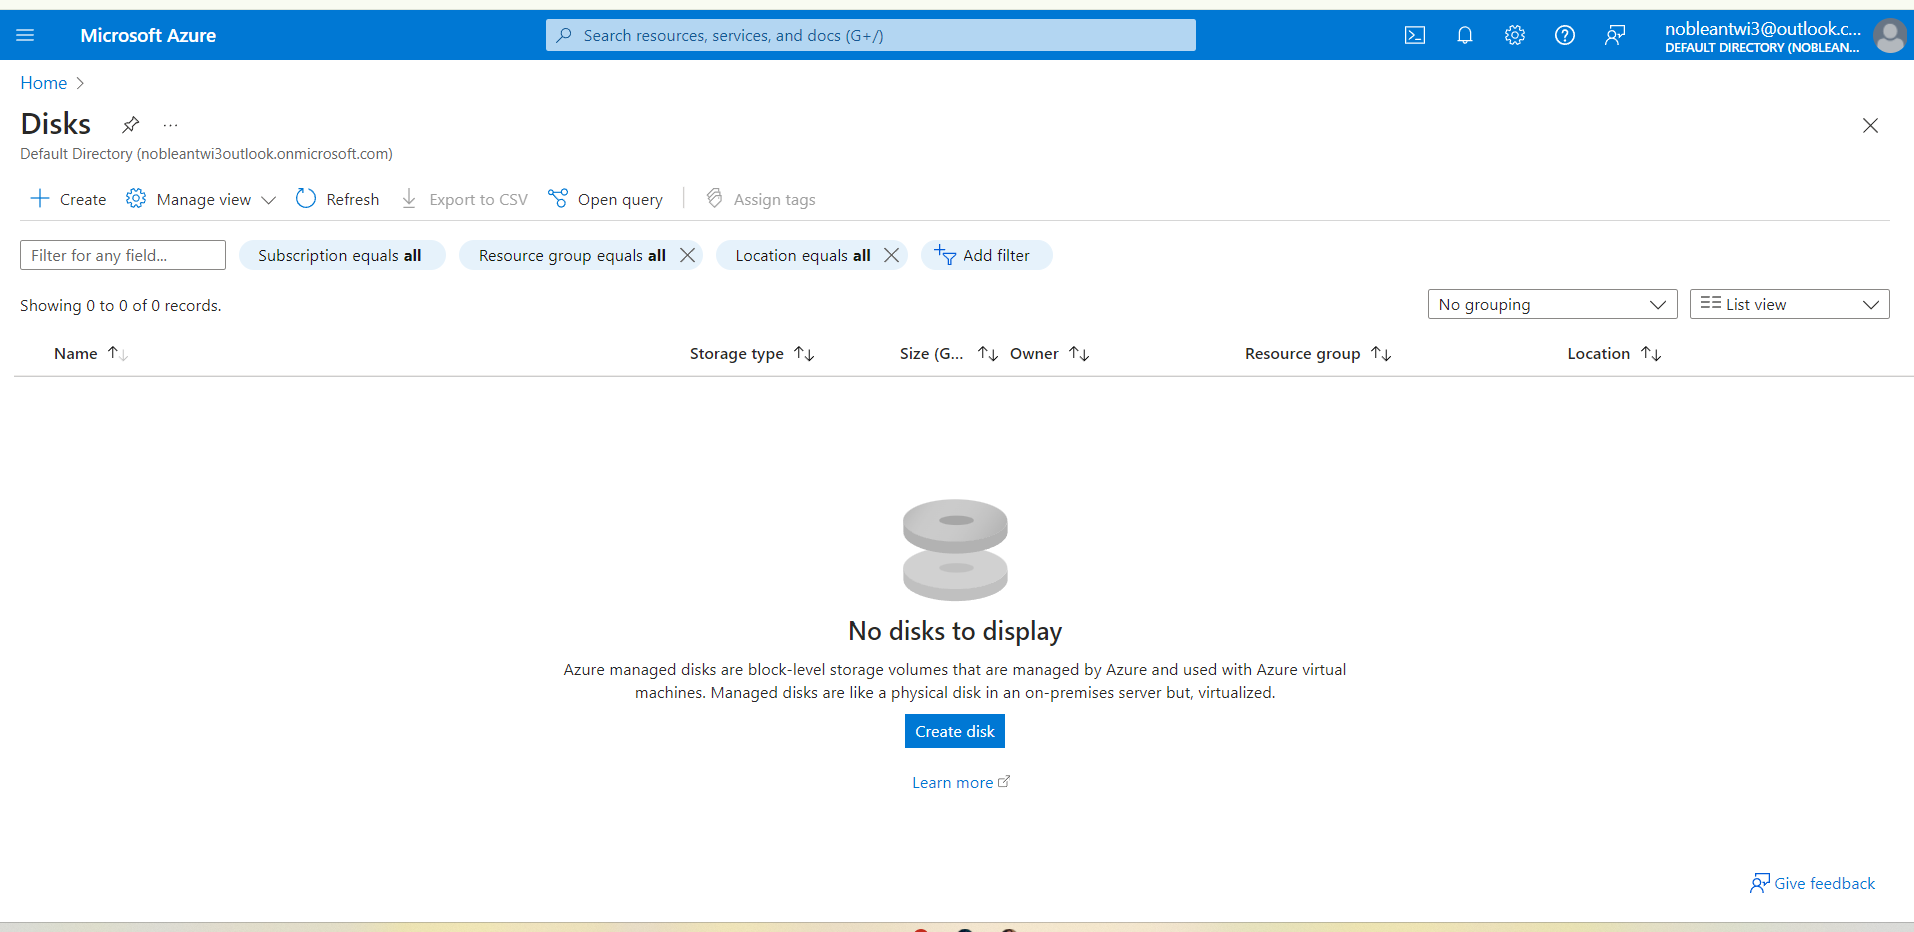 Microsoft Azure
Search resources, services, and docs (G+/)
nobleantwi3@outlook.c...
DEFAULT DIRECTORY (NOBLEAN...
Home
Disks
Default Directory (nobleantwi3outlook.onmicrosoft.com)
Create Manage view Refresh Export to CSV Open query Assign tags
Filter for any field... Subscription equals all Resource group equals all Location equals all Add filter
Showing 0 to 0 of 0 records. No grouping List view
Name Storage type Size (G... Owner Resource group Location
No disks to display
Azure managed disks are block-level storage volumes that are managed by Azure and used with Azure virtual
machines. Managed disks are like a physical disk in an on-premises server but, virtualized.
Create disk
Learn more
Give feedback